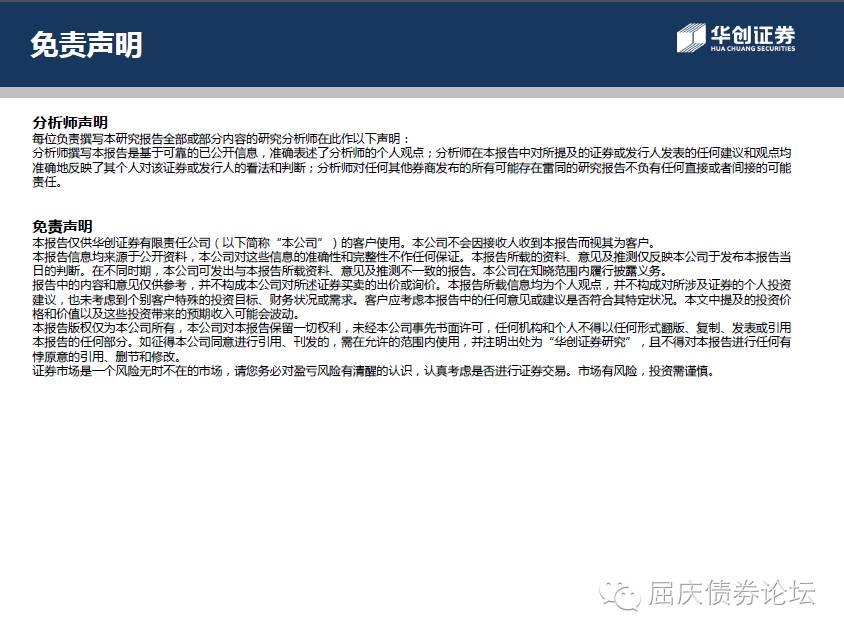 免责声明
华创证券
HUA CHUANG SECURITIES
分析师声明
每位负责撰写本研究报告全部或部分内容的研究分析师在此作以下声明：
分析师撰写本报告是基于可靠的已公开信息，准确表述了分析师的个人观点；分析师在本报告中对所提及的证券或发行人发表的任何建议和观点均
准确地反映了其个人对该证券或发行人的看法和判断；分析师对任何其他券商发布的所有可能存在雷同的研究报告不负有任何直接或者间接的可能
责任。
免责声明
本报告仅供华创证券有限责任公司（以下简称“本公司”）的客户使用。本公司不会因接收人收到本报告而视其为客户。
本报告信息均来源于公开资料，本公司对这些信息的准确性和完整性不作任何保证。本报告所载的资料、意见及推测仅反映本公司于发布本报告当
日的判断。在不同时期，本公司可发出与本报告所载资料、意见及推测不一致的报告。本公司在知晓范围内履行披露义务。
报告中的内容和意见仅供参考，并不构成本公司对所述证券买卖的出价或询价。本报告所载信息均为个人观点，并不构成对所涉及证券的个人投资
建议，也未考虑到个别客户特殊的投资目标、财务状况或需求。客户应考虑本报告中的任何意见或建议是否符合其特定状况。本文中提及的投资价
格和价值以及这些投资带来的预期收入可能会波动。
本报告版权仅为本公司所有，本公司对本报告保留一切权利，未经本公司事先书面许可，任何机构和个人不得以任何形式翻版、复制、发表或引用
本报告的任何部分。如征得本公司同意进行引用、刊发的，需在允许的范围内使用，并注明出处为“华创证券研究”，且不得对本报告进行任何有
悖原意的引用、删节和修改。
证券市场是一个风险无时不在的市场，请您务必对盈亏风险有清醒的认识，认真考虑是否进行证券交易。市场有风险，投资需谨慎。
屈庆债券论坛